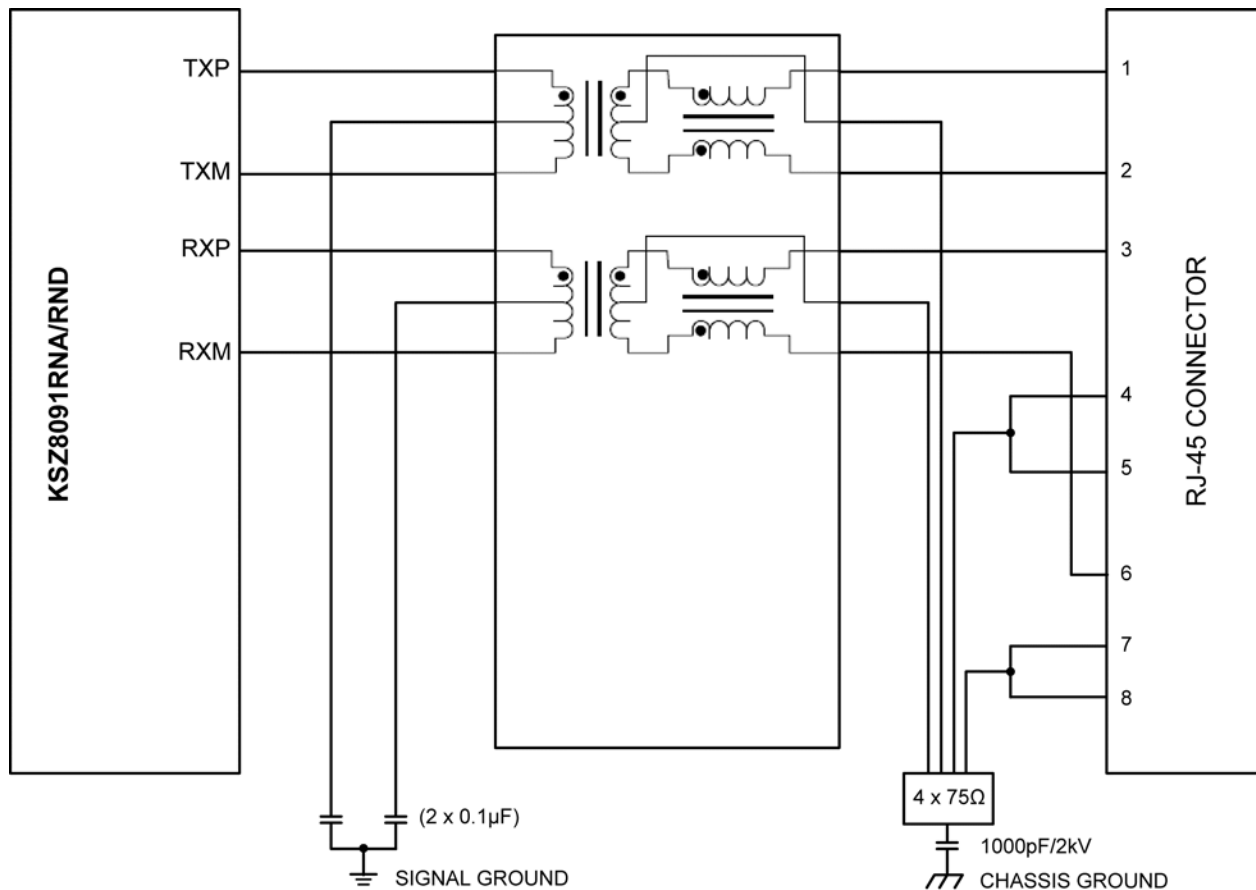 KSZ8091RNA/RND
TXP
TXM
RXP
RXM
1
2
3
4
5
6
7
8
RJ-45 CONNECTOR
(2 x 0.1µF)
SIGNAL GROUND
4 x 75Ω
1000pF/2kV
CHASSIS GROUND